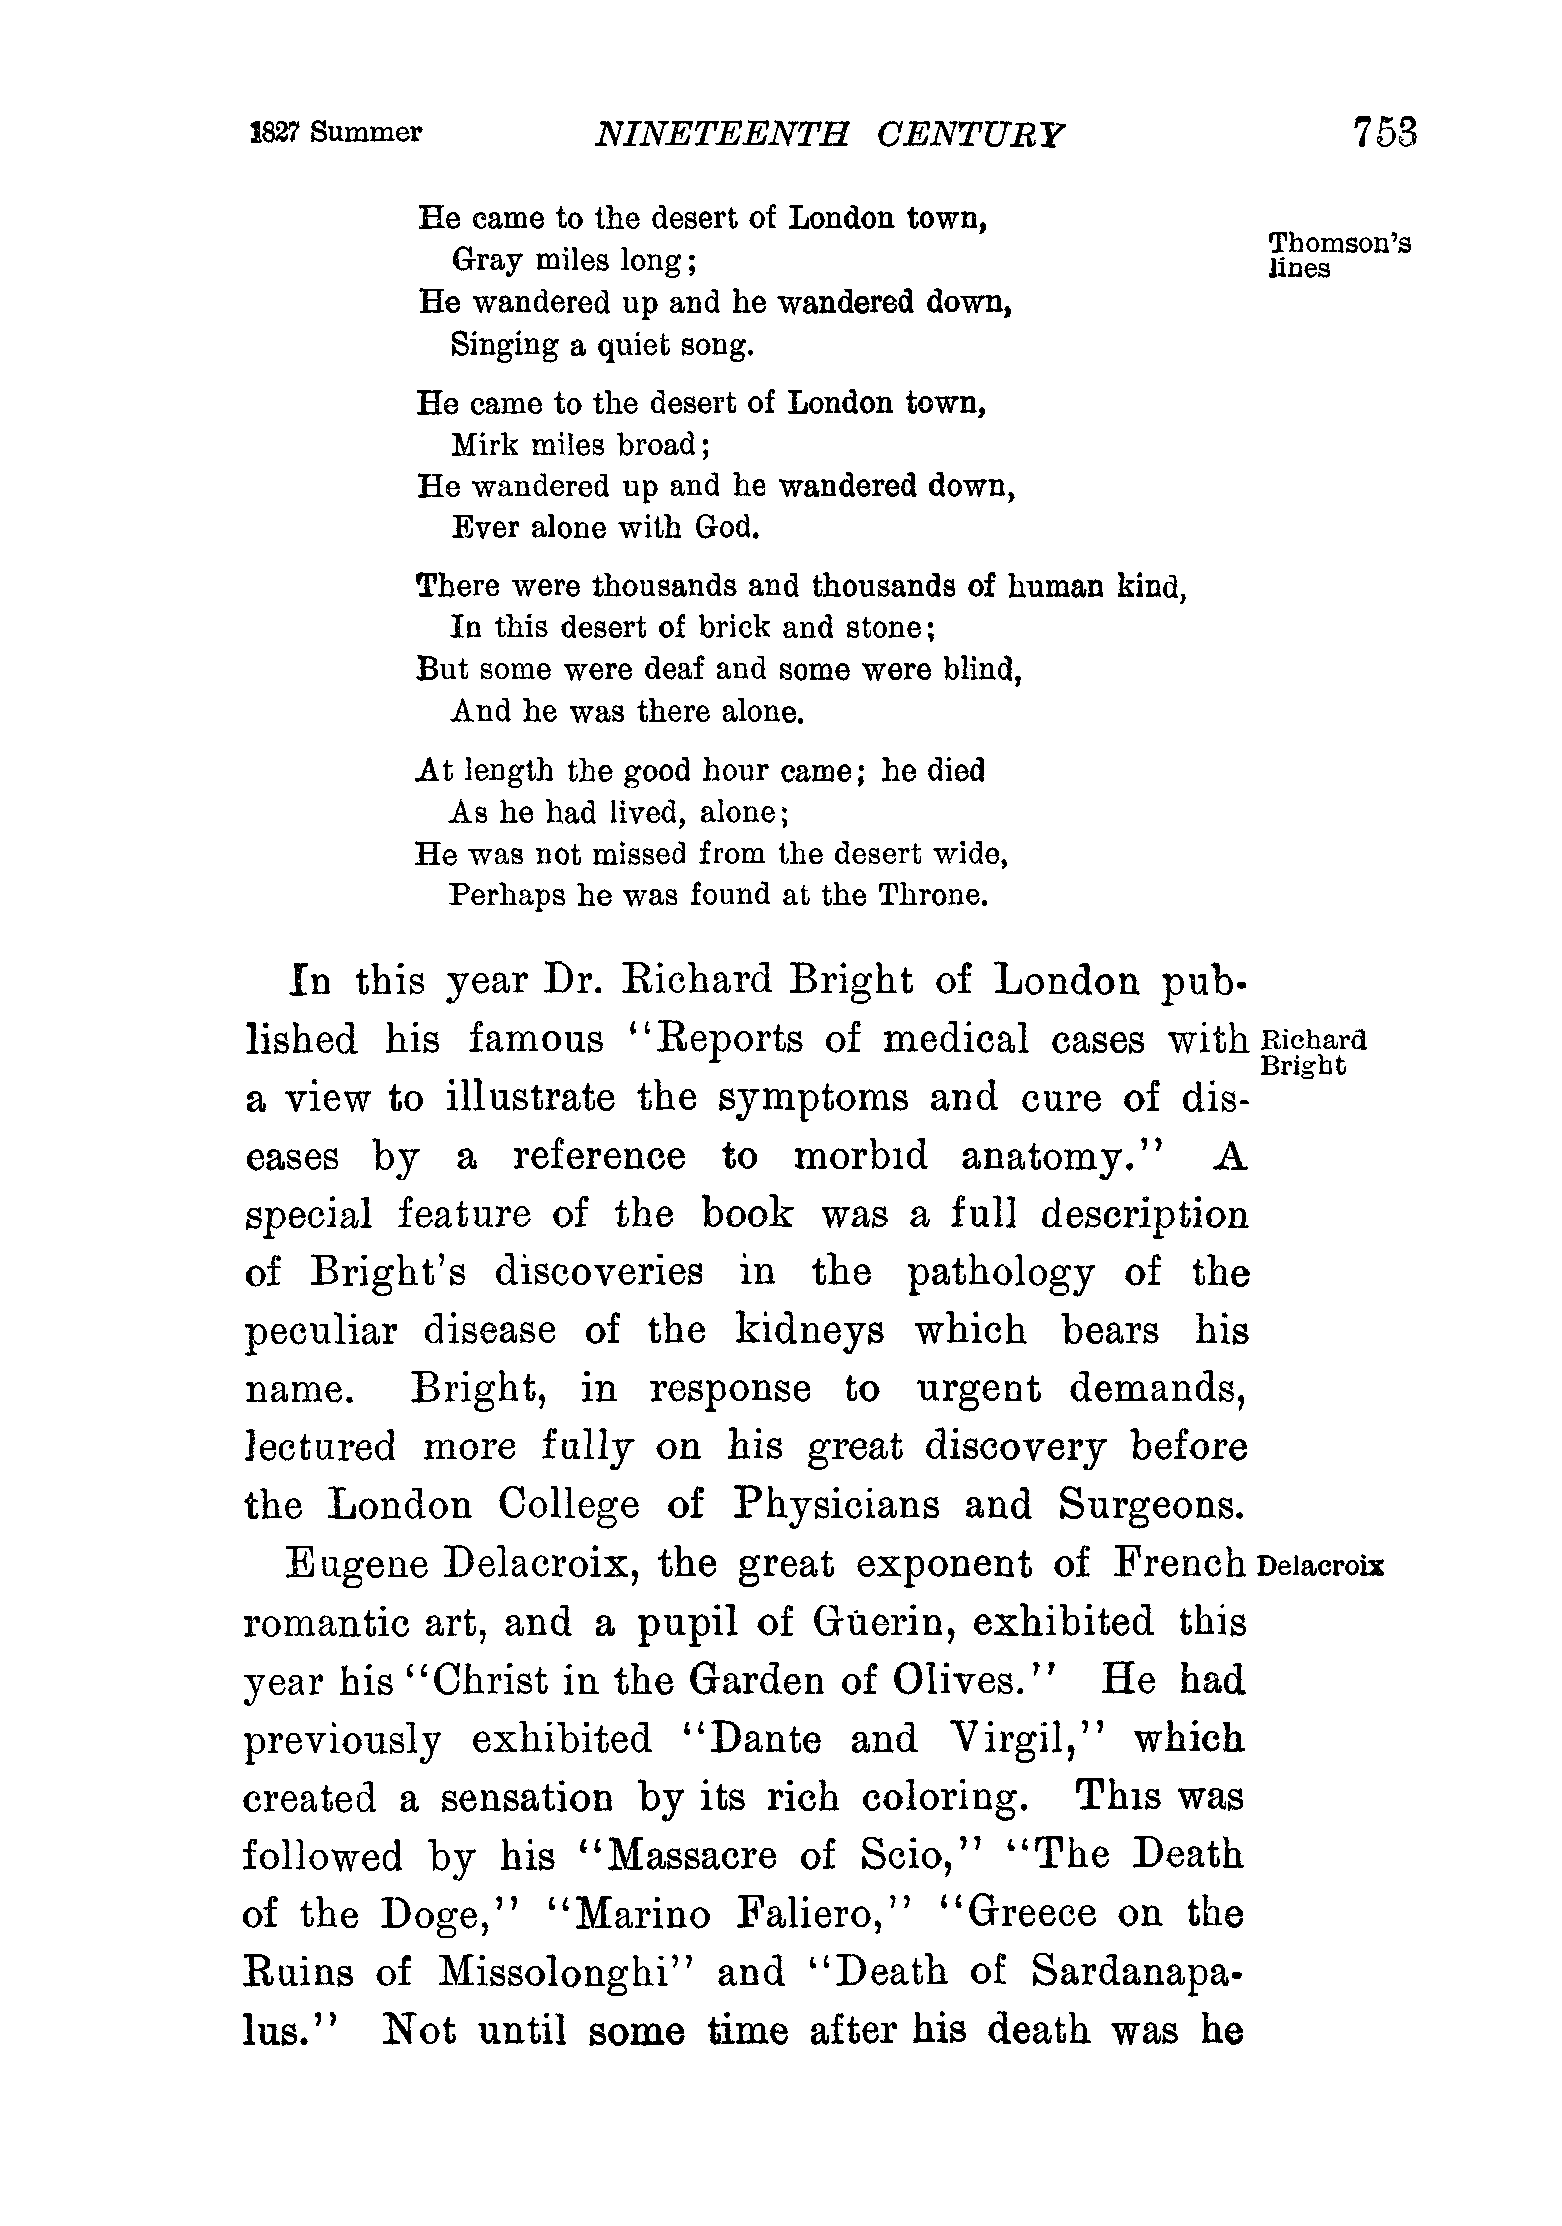 1827 Summer NINETEENTH CENTURY 753
He came to the desert of London town,
Gray miles long;
Thomson's
lines
He wandered up and he wandered down,
Singing a quiet song.
He came to the desert of London town,
Mirk miles broad;
He wandered up and he wandered down,
Ever alone with God.
There were thousands and thousands of human kind,
In this desert of brick and stone;
But some were deaf and some were blind,
And he was there alone.
At length the good hour came; he died
As he had lived, alone;
He was not missed from the desert wide,
Perhaps he was found at the Throne.
In this year Dr. Richard Bright of London pub-
lished his famous "Reports of medical cases with
Richard
Bright
a view to illustrate the symptoms and cure of dis-
eases by a reference to morbid anatomy." A
special feature of the book was a full description
of Bright's discoveries in the pathology of the
peculiar disease of the kidneys which bears his
name. Bright, in response to urgent demands,
lectured more fully on his great discovery before
the London College of Physicians and Surgeons.
Eugene Delacroix, the great exponent of French
Delacroix
romantic art, and a pupil of Guerin, exhibited this
year his "Christ in the Garden of Olives." He had
previously exhibited "Dante and Virgil," which
created a sensation by its rich coloring. This was
followed by his "Massacre of Scio," "The Death
of the Doge," "Marino Faliero," "Greece on the
Ruins of Missolonghi" and "Death of Sardanapa-
lus." Not until some time after his death was he